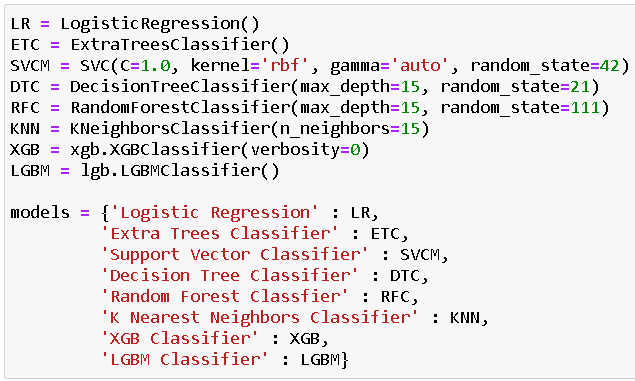 LR = LogisticRegression()
ETC = ExtraTreesClassifier()
SVCM = SVC(C=1.0, kernel='rbf', gamma='auto', random_state=42)
DTC = DecisionTreeClassifier(max_depth=15, random_state=21)
RFC = RandomForestClassifier(max_depth=15, random_state=111)
KNN = KNeighborsClassifier(n_neighbors=15)
XGB = xgb.XGBClassifier(verbosity=0)
LGBM = lgb.LGBMClassifier()
models = {'Logistic Regression' : LR,
'Extra Trees Classifier' : ETC,
'Support Vector Classifier' : SVCM,
'Decision Tree Classifier' : DTC,
'Random Forest Classfier' : RFC,
'K Nearest Neighbors Classifier' : KNN,
'XGB Classifier' : XGB,
'LGBM Classifier' : LGBM}